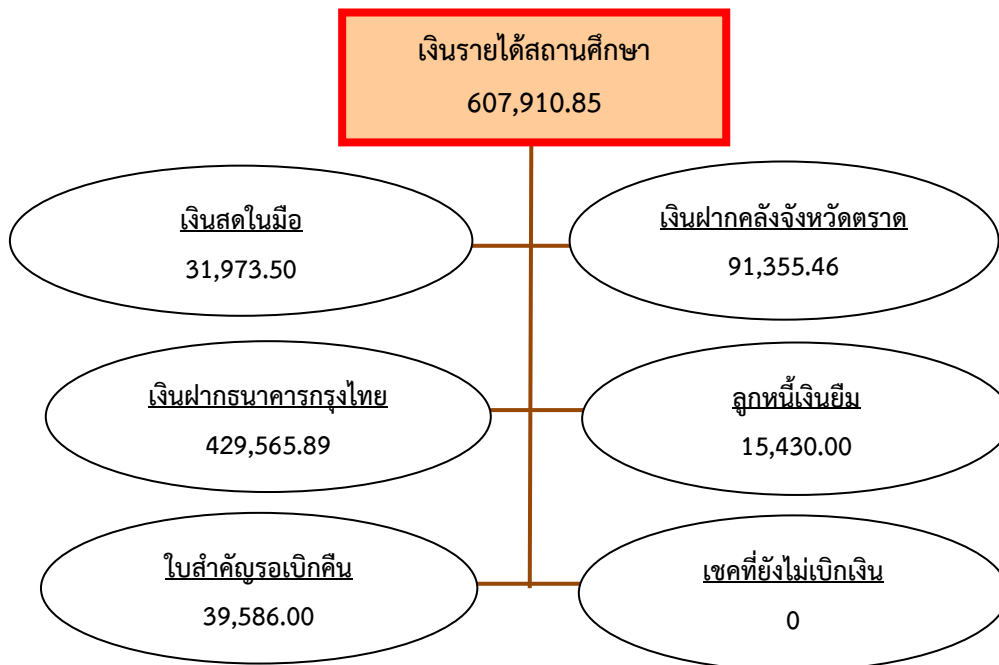 เงินรายได้สถานศึกษา
607,910.85
เงินสดในมือ
31,973.50
เงินฝากคลังจังหวัดตราด
91,355.46
เงินฝากธนาคารกรุงไทย
429,565.89
ลูกหนี้เงินยืม
15,430.00
ใบสำคัญรอเบิกคืน
39,586.00
เชคที่ยังไม่เบิกเงิน
0